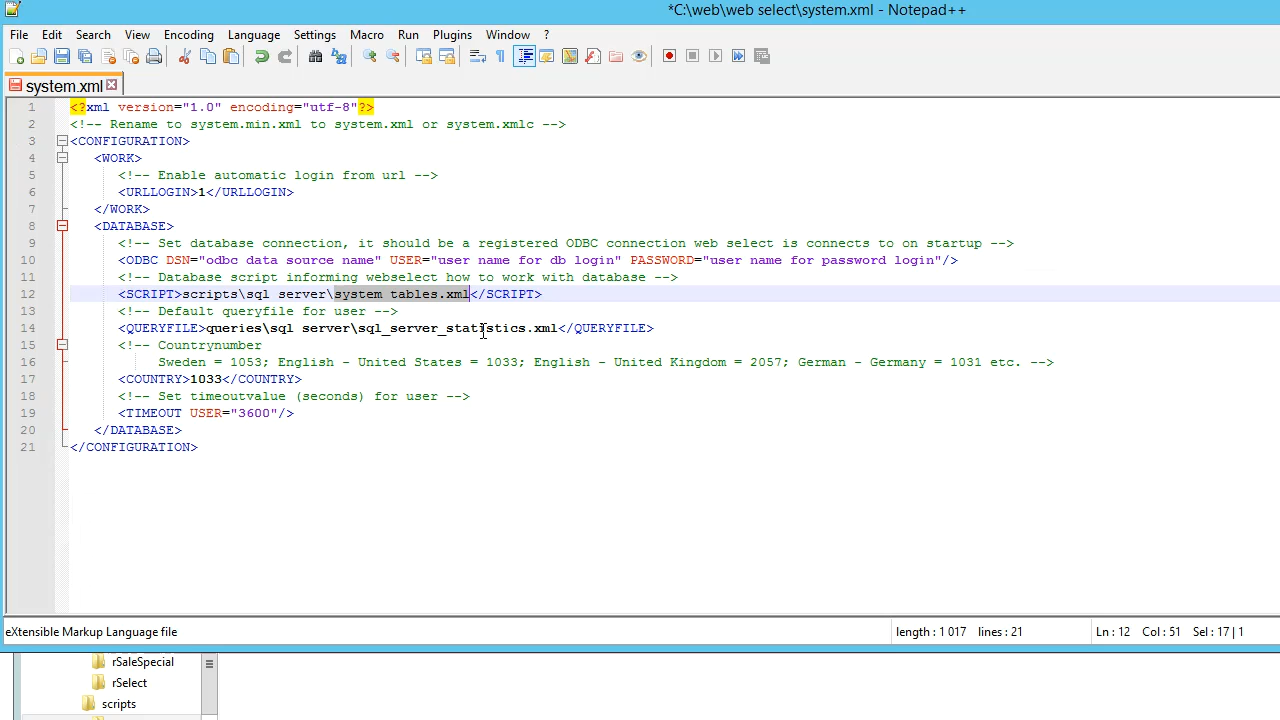 *C:\web\web select\system.xml - Notepad++
File Edit Search View Encoding Language Settings Macro Run Plugins Window ?
system.xml
1 <?xml version="1.0" encoding="utf-8"?>
2 <!-- Rename to system.min.xml to system.xml or system.xmlc -->
3 <CONFIGURATION>
4 <WORK>
5 <!-- Enable automatic login from url -->
6 <URLLOGIN>1</URLLOGIN>
7 </WORK>
8 <DATABASE>
9 <!-- Set database connection, it should be a registered ODBC connection web select is connects to on startup -->
10 <ODBC DSN="odbc data source name" USER="user name for db login" PASSWORD="user name for password login"/>
11 <!-- Database script informing webselect how to work with database -->
12 <SCRIPT>scripts\sql server\system tables.xml</SCRIPT>
13 <!-- Default queryfile for user -->
14 <QUERYFILE>queries\sql server\sql_server_statistics.xml</QUERYFILE>
15 <!-- Countrynumber
16 Sweden = 1053; English - United States = 1033; English - United Kingdom = 2057; German - Germany = 1031 etc. -->
17 <COUNTRY>1033</COUNTRY>
18 <!-- Set timeoutvalue (seconds) for user -->
19 <TIMEOUT USER="3600"/>
20 </DATABASE>
21 </CONFIGURATION>
eXtensible Markup Language file length : 1 017 lines : 21 Ln : 12 Col : 51 Sel : 17 | 1
rSaleSpecial
rSelect
scripts